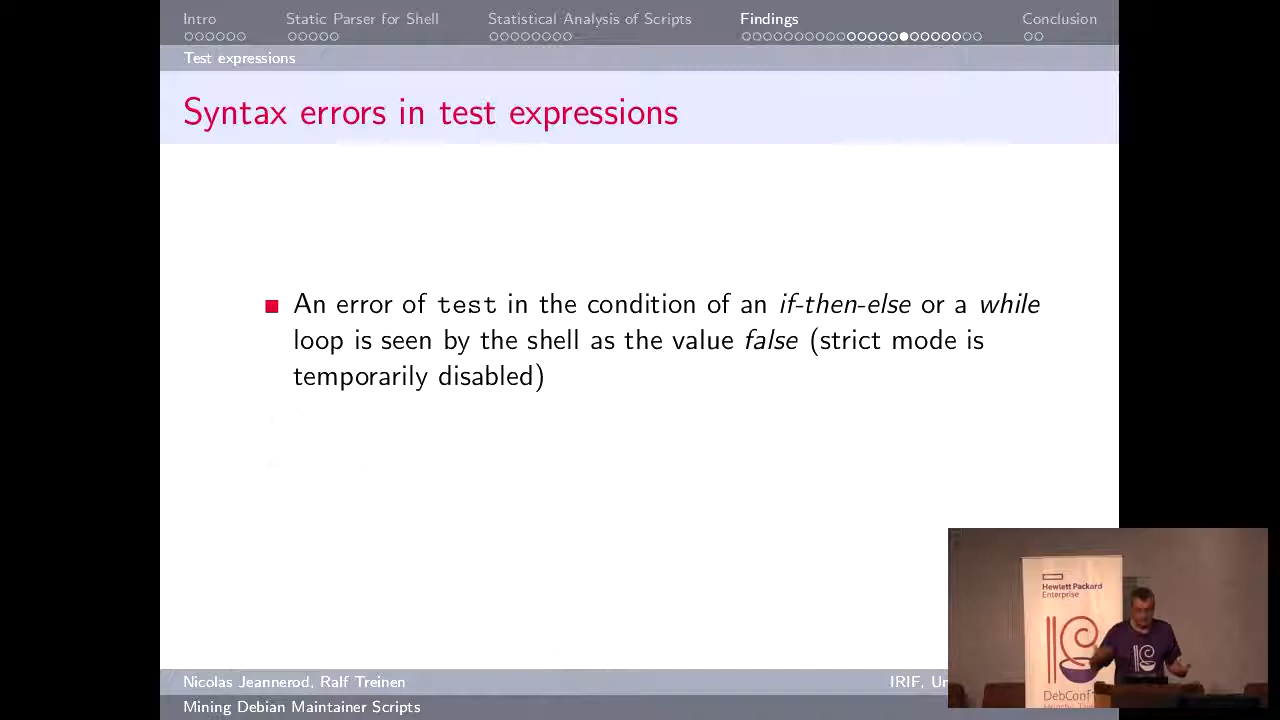 Intro Static Parser for Shell Statistical Analysis of Scripts Findings Conclusion
Test expressions
Syntax errors in test expressions
An error of test in the condition of an if-then-else or a while
loop is seen by the shell as the value false (strict mode is
temporarily disabled)
Hewlett Packard
Enterprise
DebConf
Nicolas Jeannerod, Ralf Treinen IRIF,
Mining Debian Maintainer Scripts